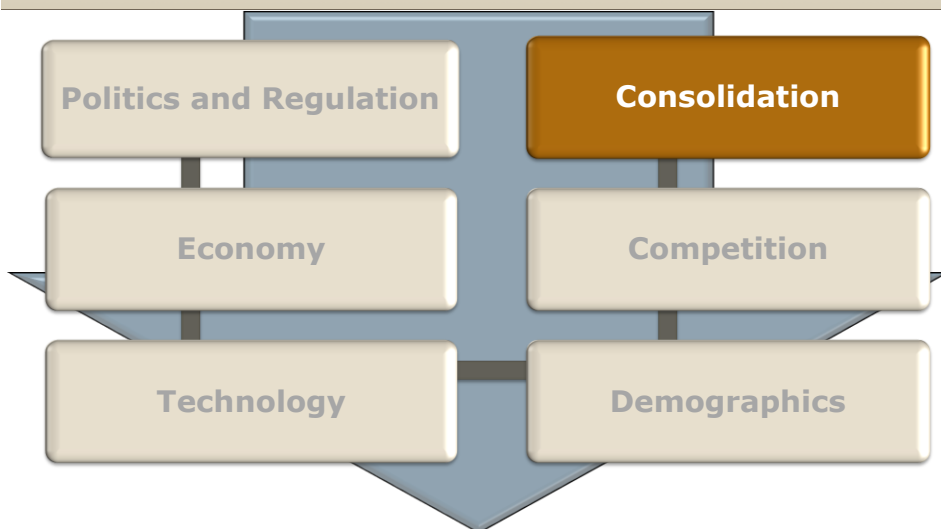 Politics and Regulation
Consolidation
Economy
Competition
Technology
Demographics